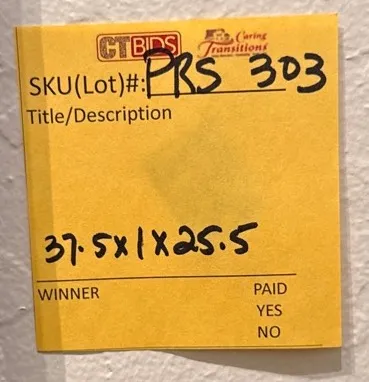 CTBIDS Caring Transitions
SKU(Lot)#: PRS 303
Title/Description
37.5x1x25.5
WINNER PAID
YES
NO